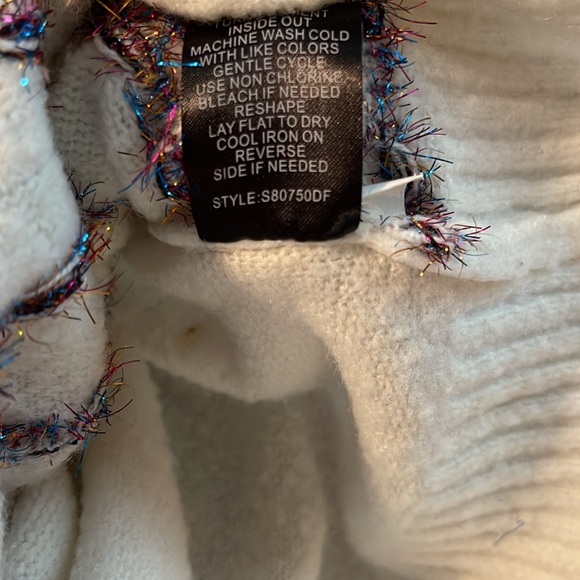 INSIDE OUT
MACHINE WASH COLD
WITH LIKE COLORS
GENTLE CYCLE
USE NON CHLORINE
BLEACH IF NEEDED
RESHAPE
LAY FLAT TO DRY
COOL IRON ON
REVERSE
SIDE IF NEEDED
STYLE:S80750DF